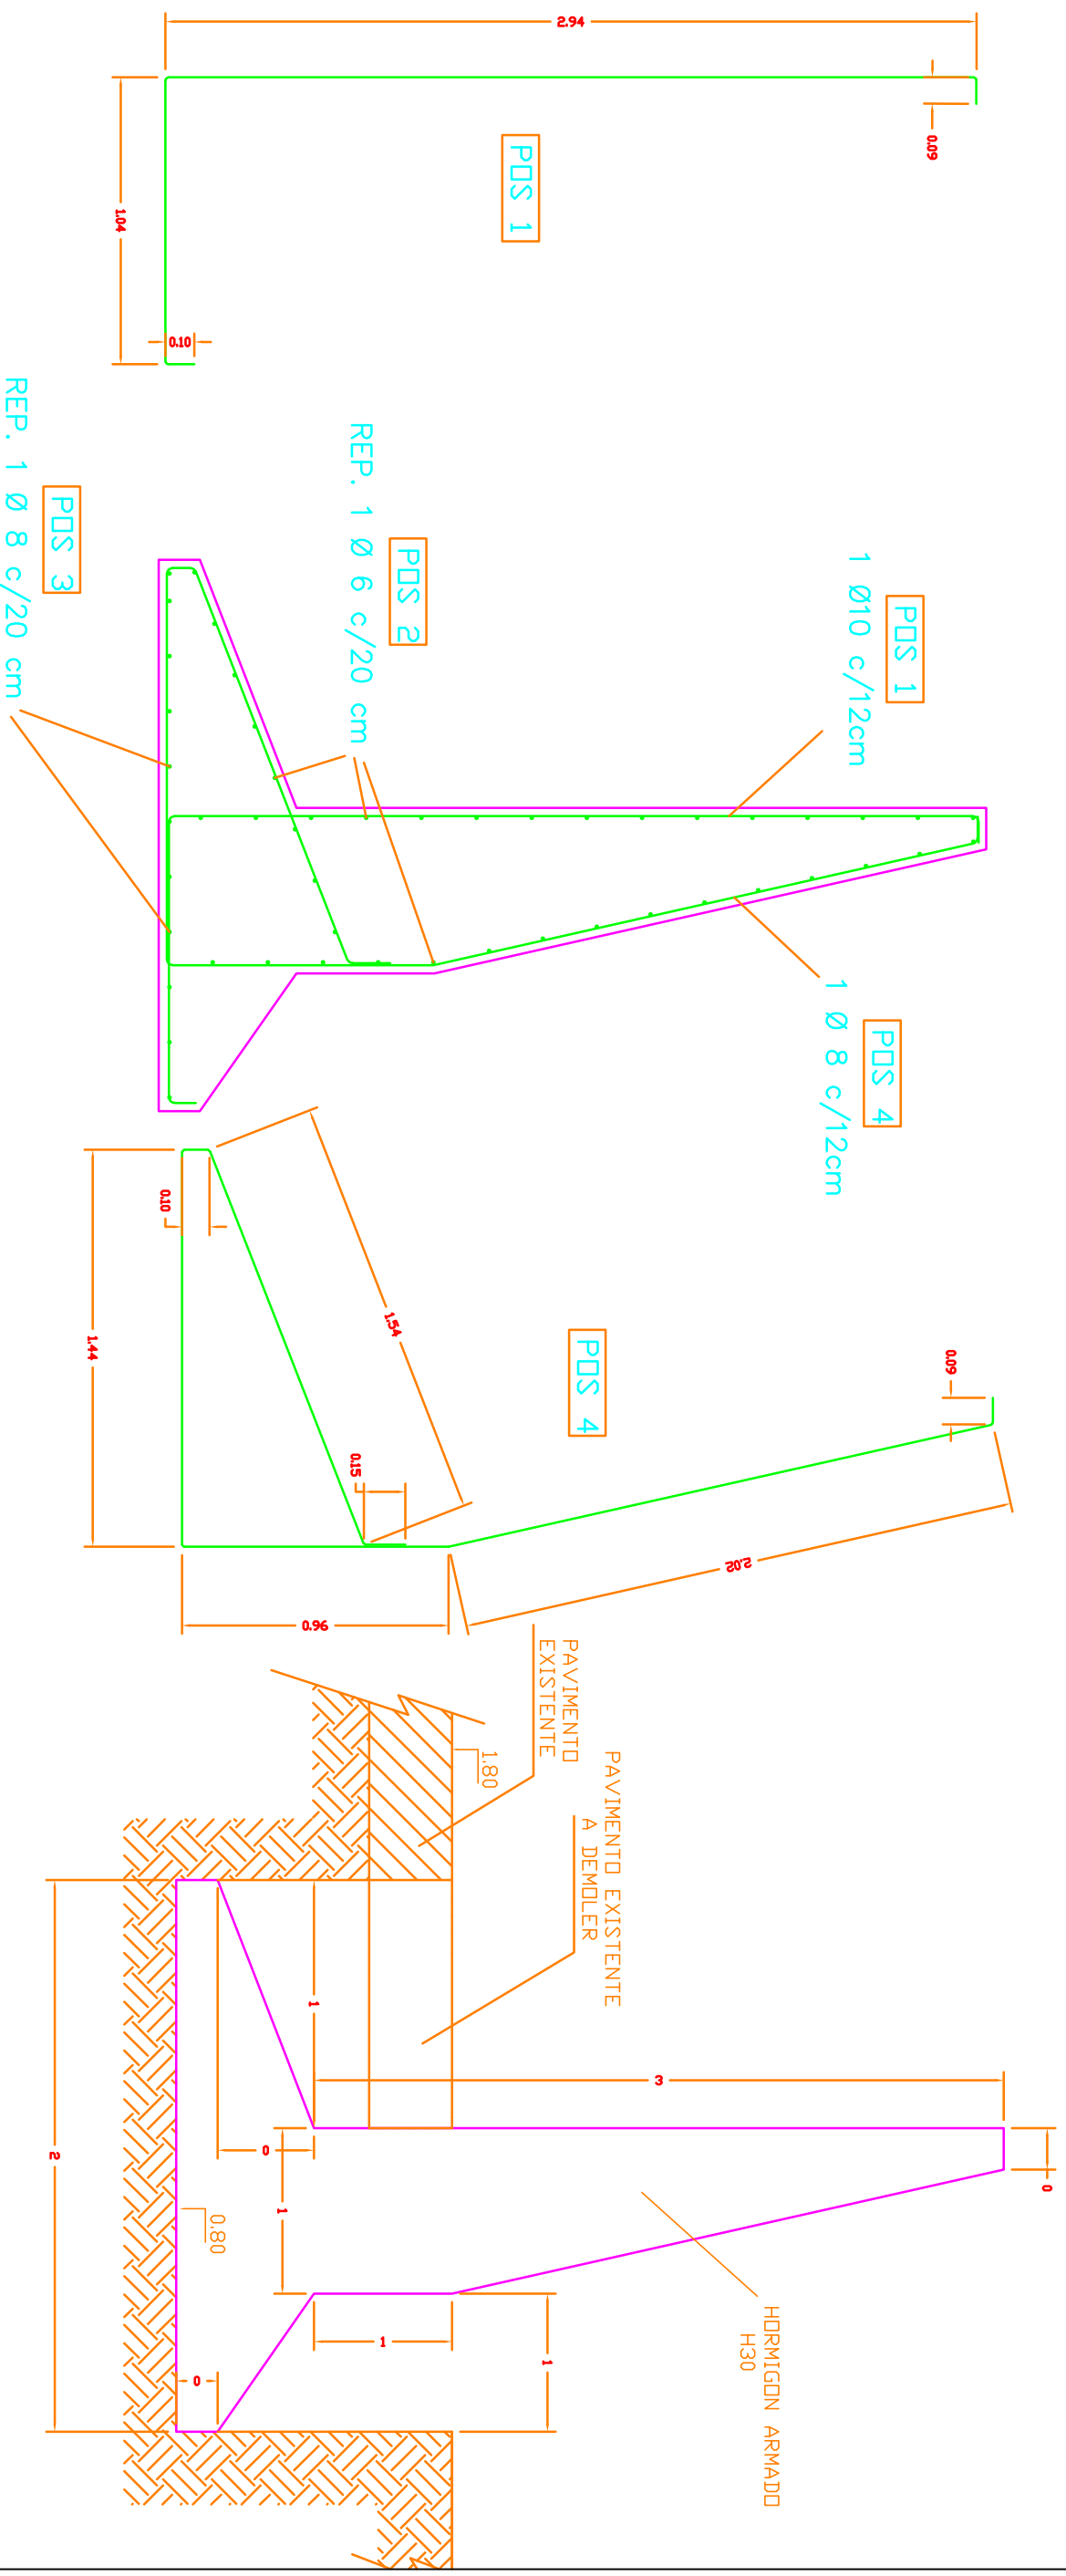 2.94
0.09
POS 1
1.04
0.10
POS 1
1 Ø10 c/12cm
POS 2
REP. 1 Ø 6 c/20 cm
POS 3
REP. 1 Ø 8 c/20 cm
POS 4
1 Ø 8 c/12cm
0.09
POS 4
1.54
2.02
0.15
0.10
1.44
0.96
PAVIMENTO
EXISTENTE
1.80
PAVIMENTO EXISTENTE
A DEMOLER
1
3
0
0
1
2
0.80
1
1
0
HORMIGON ARMADO
H30